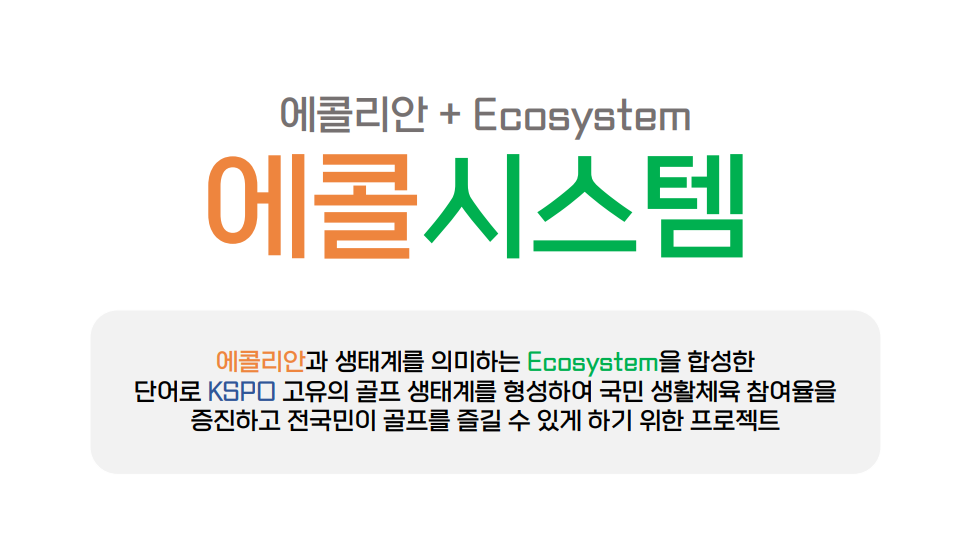 에콜리안 + Ecosystem
에콜시스템
에콜리안과 생태계를 의미하는 Ecosystem을 합성한
단어로 KSPO 고유의 골프 생태계를 형성하여 국민 생활체육 참여율을
증진하고 전국민이 골프를 즐길 수 있게 하기 위한 프로젝트